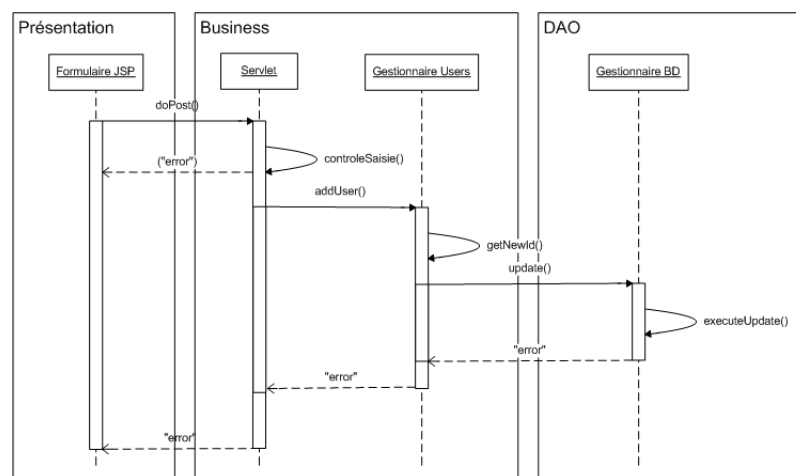 Présentation
Business
DAO
Formulaire JSP
Servlet
Gestionnaire Users
Gestionnaire BD
doPost()
controleSaisie()
("error")
addUser()
getNewId()
update()
executeUpdate()
"error"
"error"
"error"